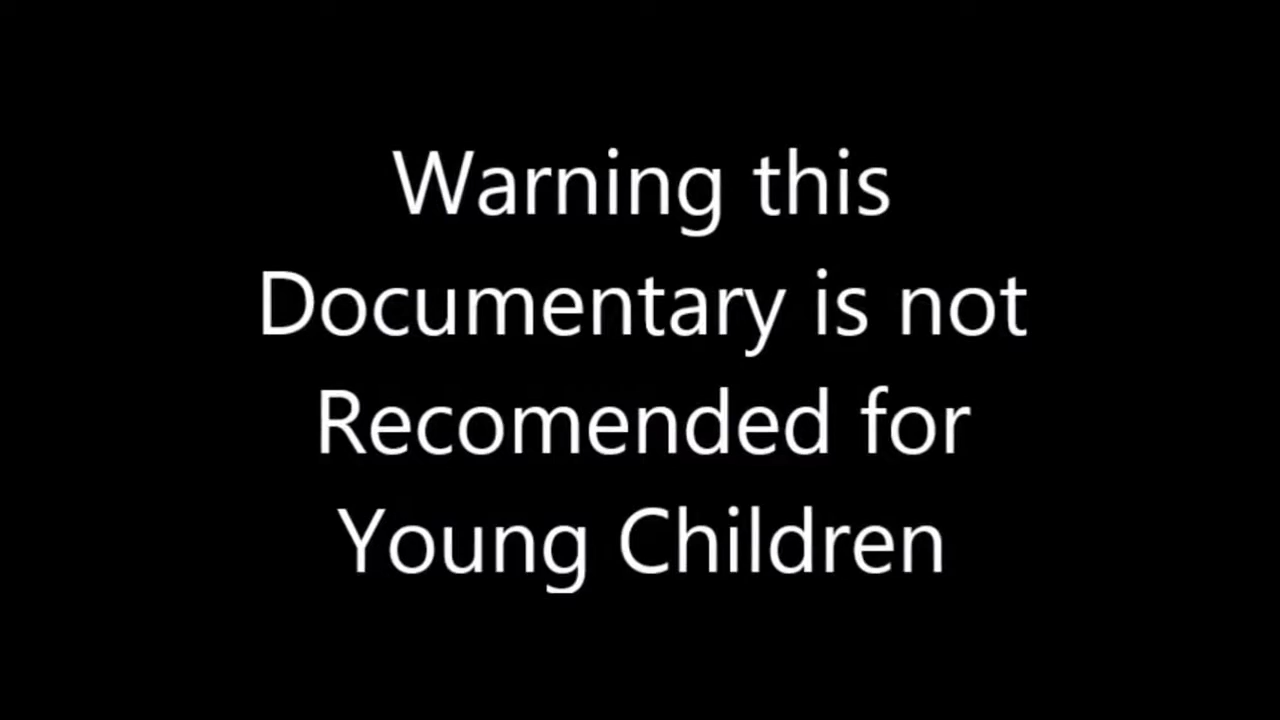 Warning this
Documentary is not
Recomended for
Young Children